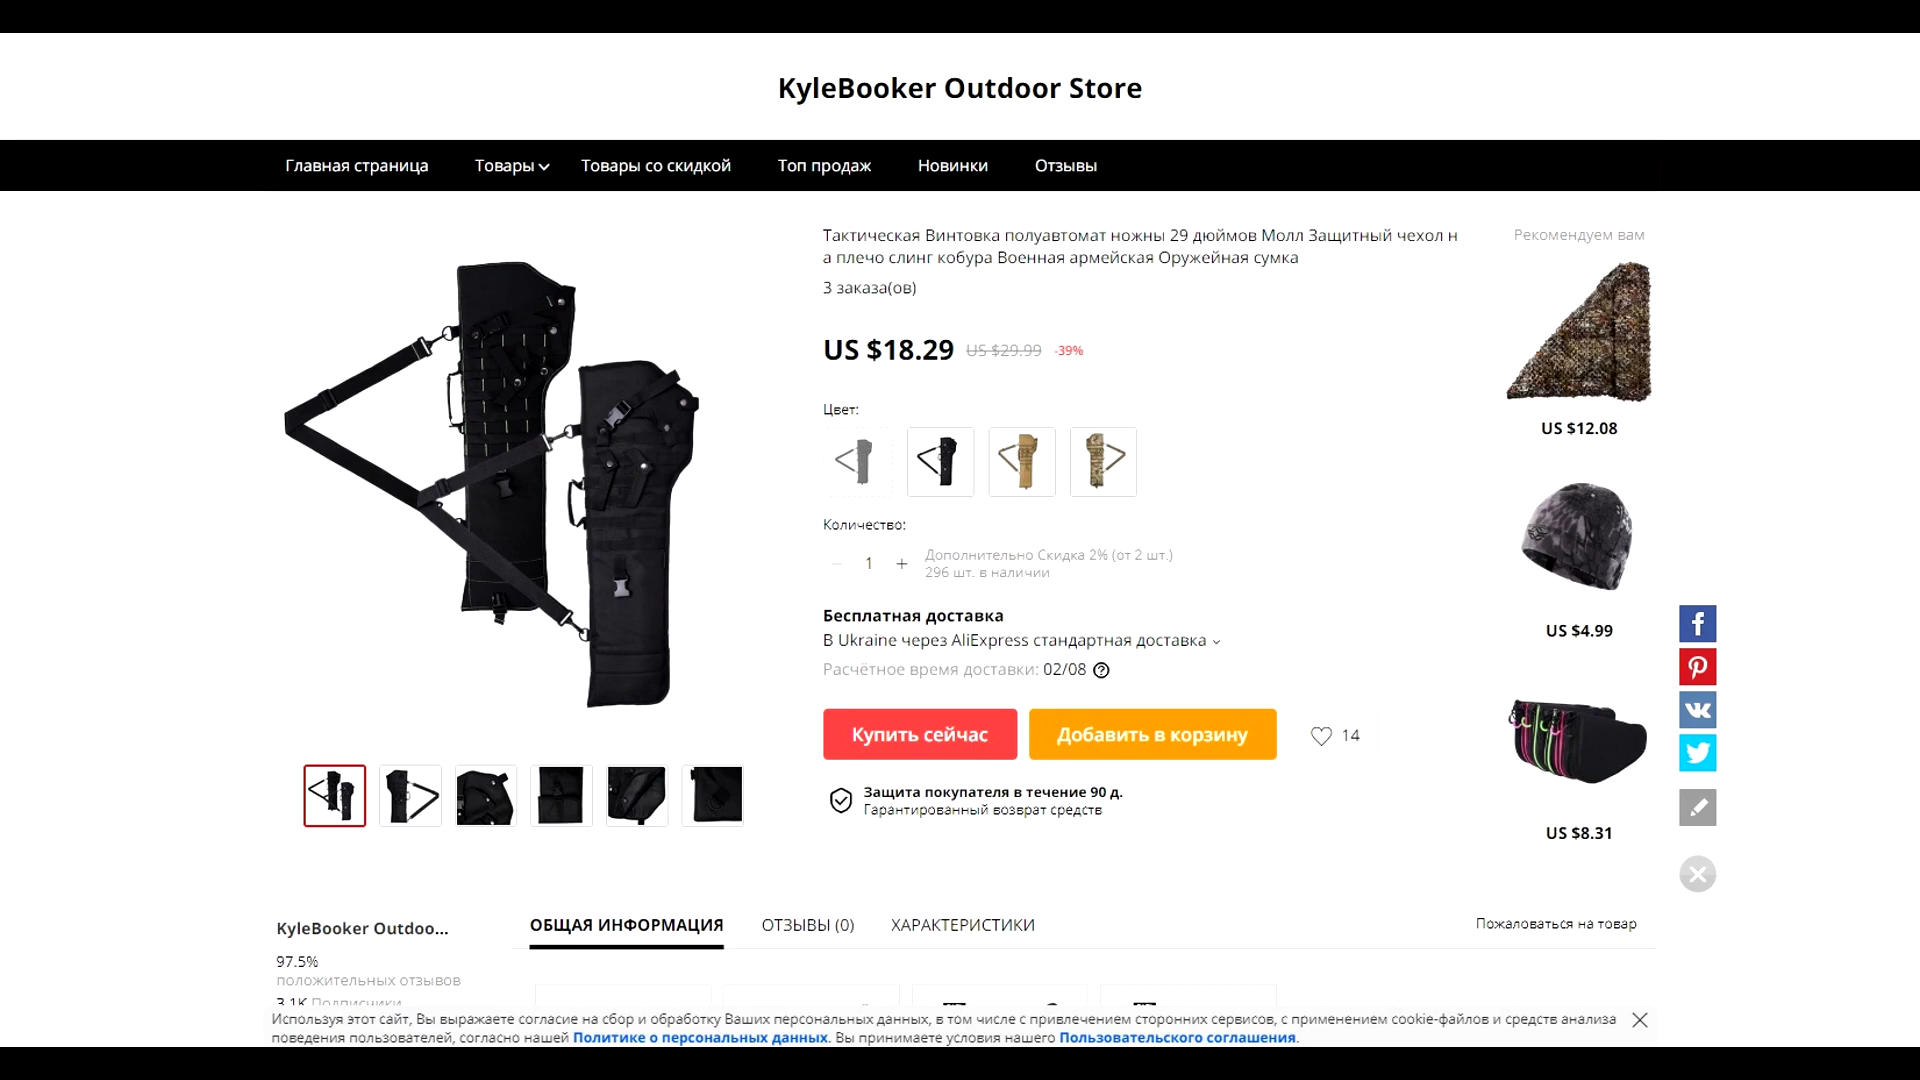 KyleBooker Outdoor Store
Главная страница Товары Товары со скидкой Топ продаж Новинки Отзывы
Тактическая Винтовка полуавтомат ножны 29 дюймов Молл Защитный чехол н
а плечо слинг кобура Военная армейская Оружейная сумка
3 заказа(ов)
US $18.29 US $29.99 -39%
Цвет:
Количество:
1 +
Дополнительно Скидка 2% (от 2 шт.)
296 шт. в наличии
Бесплатная доставка
В Ukraine через AliExpress стандартная доставка
Расчётное время доставки: 02/08
Купить сейчас Добавить в корзину 14
Защита покупателя в течение 90 д.
Гарантированный возврат средств
Рекомендуем вам
US $12.08
US $4.99
US $8.31
KyleBooker Outdoo...
97.5%
положительных отзывов
3.1K Подписчики
ОБЩАЯ ИНФОРМАЦИЯ ОТЗЫВЫ (0) ХАРАКТЕРИСТИКИ
Пожаловаться на товар
Используя этот сайт, Вы выражаете согласие на сбор и обработку Ваших персональных данных, в том числе с привлечением сторонних сервисов, с применением cookie-файлов и средств анализа
поведения пользователей, согласно нашей Политике о персональных данных. Вы принимаете условия нашего Пользовательского соглашения.